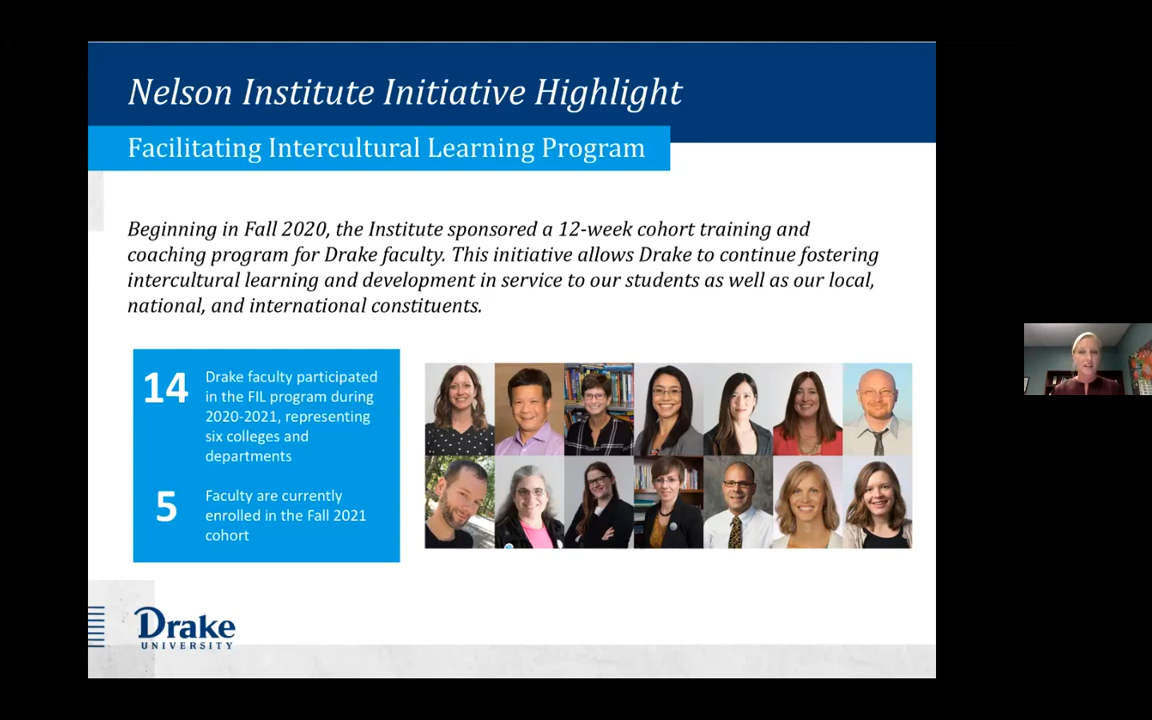 Nelson Institute Initiative Highlight
Facilitating Intercultural Learning Program
Beginning in Fall 2020, the Institute sponsored a 12-week cohort training and
coaching program for Drake faculty. This initiative allows Drake to continue fostering
intercultural learning and development in service to our students as well as our local,
national, and international constituents.
14
Drake faculty participated
in the FIL program during
2020-2021, representing
six colleges and
departments
5
Faculty are currently
enrolled in the Fall 2021
cohort
Drake
UNIVERSITY